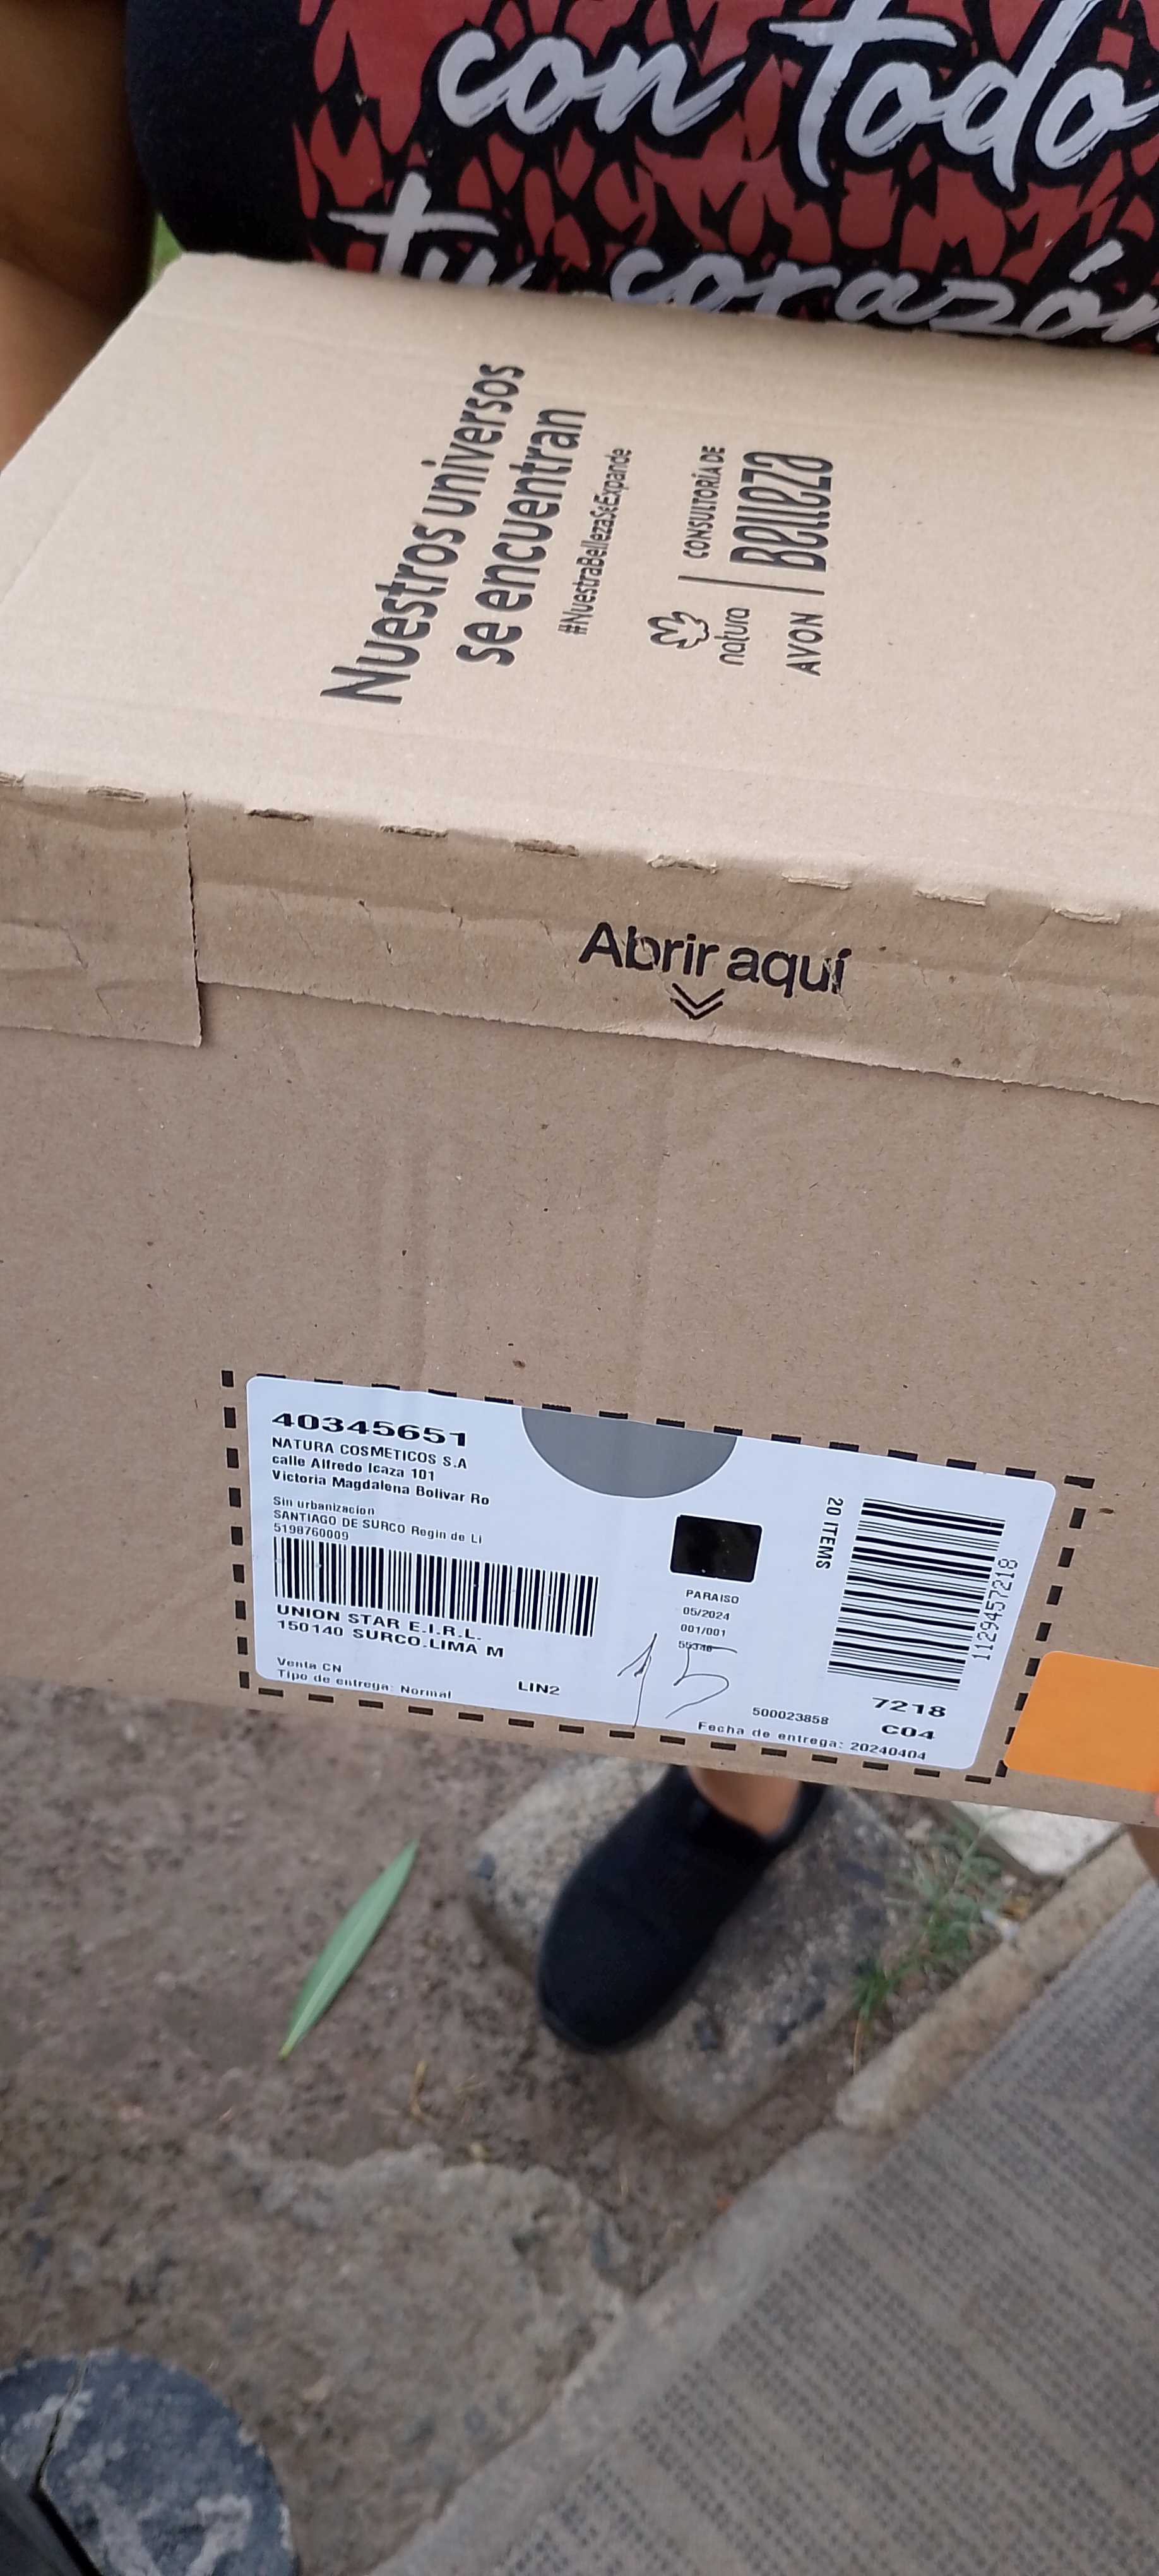 con todo
tu corazón
Nuestros universos
se encuentran
#NuestraBellezaSeExpande
natura
AVON
CONSULTORÍA DE
Belleza
Abrir aquí
40345651
NATURA COSMETICOS S.A
calle Alfredo Icaza 101
Victoria Magdalena Bolivar Ro
Sin urbanizacion
SANTIAGO DE SURCO Regin de Li
5198760009
UNION STAR E.I.R.L.
150140 SURCO.LIMA M
Venta CN
Tipo de entrega: Normal
LIN2
PARAISO
05/2024
001/001
15
20 ITEMS
1129457218
7218
C04
500023858
Fecha de entrega: 20240404